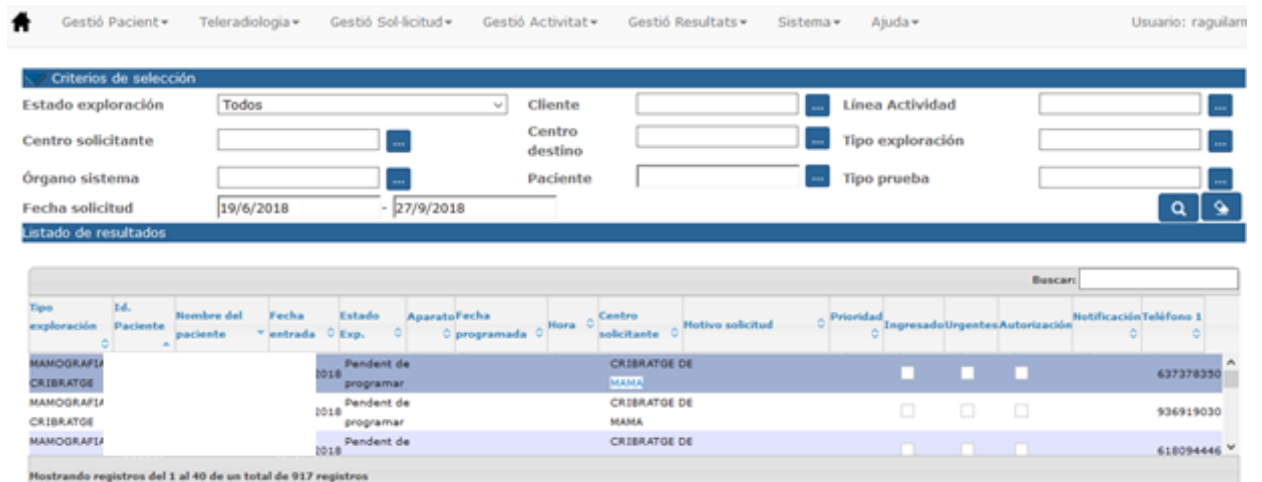 Gestió Pacient Teleradiologia Gestió Sol·licitud Gestió Activitat Gestió Resultats Sistema Ajuda Usuario: raguilarm
Criterios de selección
Estado exploración Todos Cliente ... Línea Actividad ...
Centro solicitante ... Centro destino ... Tipo exploración ...
Órgano sistema ... Paciente ... Tipo prueba ...
Fecha solicitud 19/6/2018 - 27/9/2018
Listado de resultados
Buscar:
Tipo exploración Id. Paciente Nombre del paciente Fecha entrada Estado Exp. Aparato Fecha programada Hora Centro solicitante Motivo solicitud Prioridad Ingresado Urgentes Autorización Notificación Teléfono 1
MAMOGRAFIA CRIBRATGE 2018 Pendent de programar CRIBRATGE DE MAMA 637378350
MAMOGRAFIA CRIBRATGE 2018 Pendent de programar CRIBRATGE DE MAMA 936919030
MAMOGRAFIA 2018 Pendent de CRIBRATGE DE 618094446
Mostrando registros del 1 al 40 de un total de 917 registros